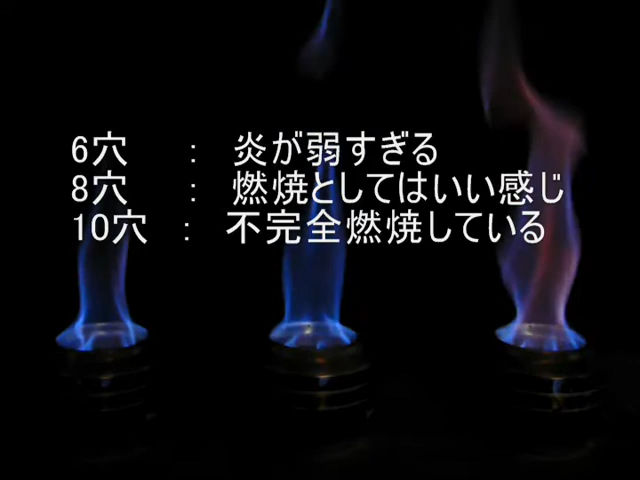 6穴　：　炎が弱すぎる
8穴　：　燃焼としてはいい感じ
10穴　：　不完全燃焼している